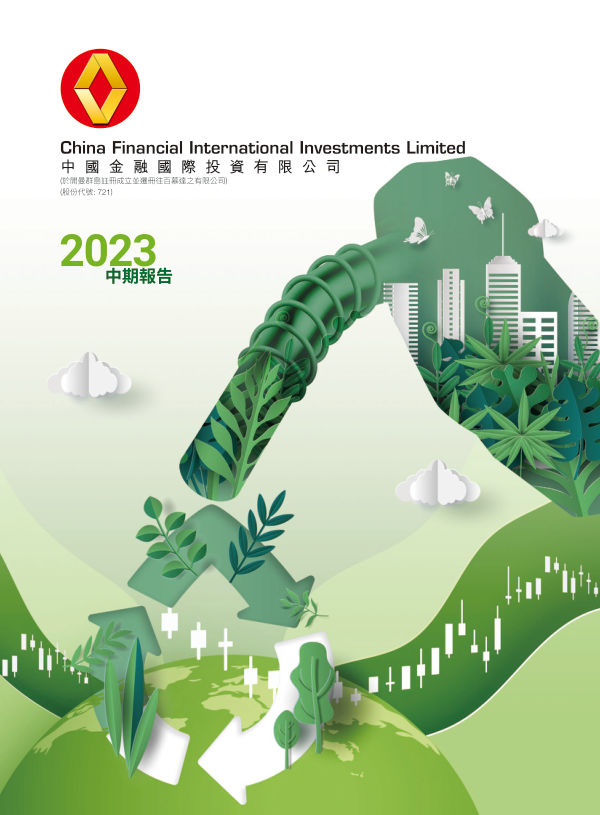 China Financial International Investments Limited
中國金融國際投資有限公司
(於開曼群島註冊成立並遷冊往百慕達之有限公司)
(股份代號: 721)
2023
中期報告